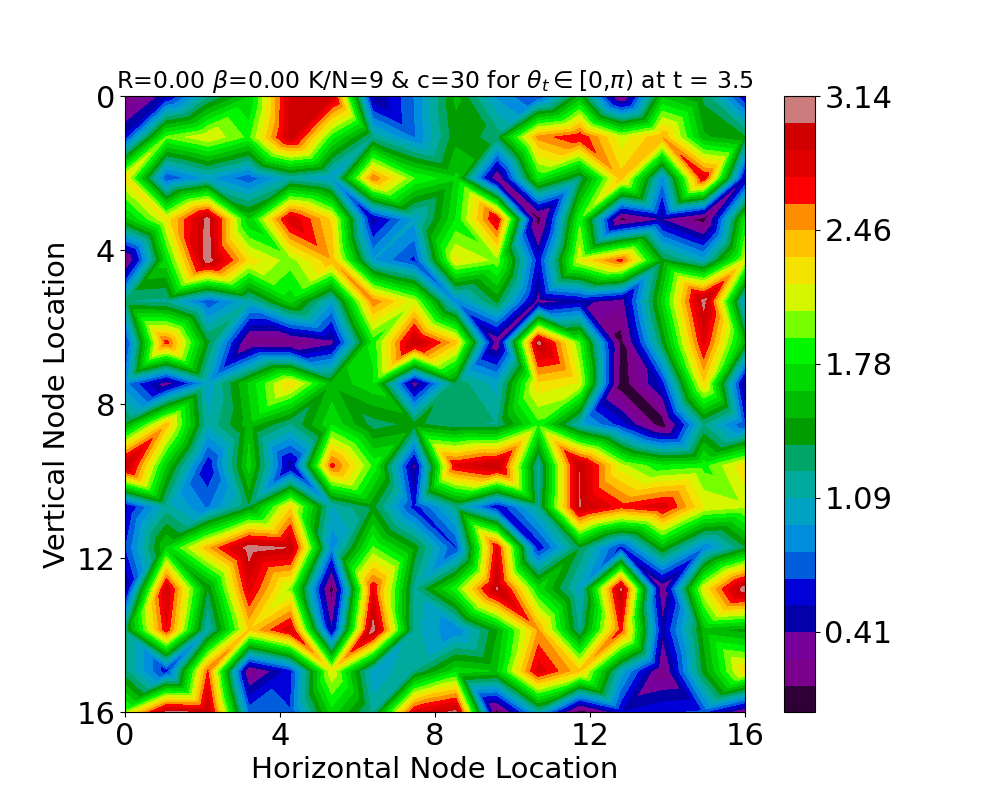 R=0.00 β=0.00 K/N=9 & c=30 for θₜ∈[0,π) at t = 3.5
0
4
8
12
16
Vertical Node Location
0 4 8 12 16
Horizontal Node Location
3.14
2.46
1.78
1.09
0.41